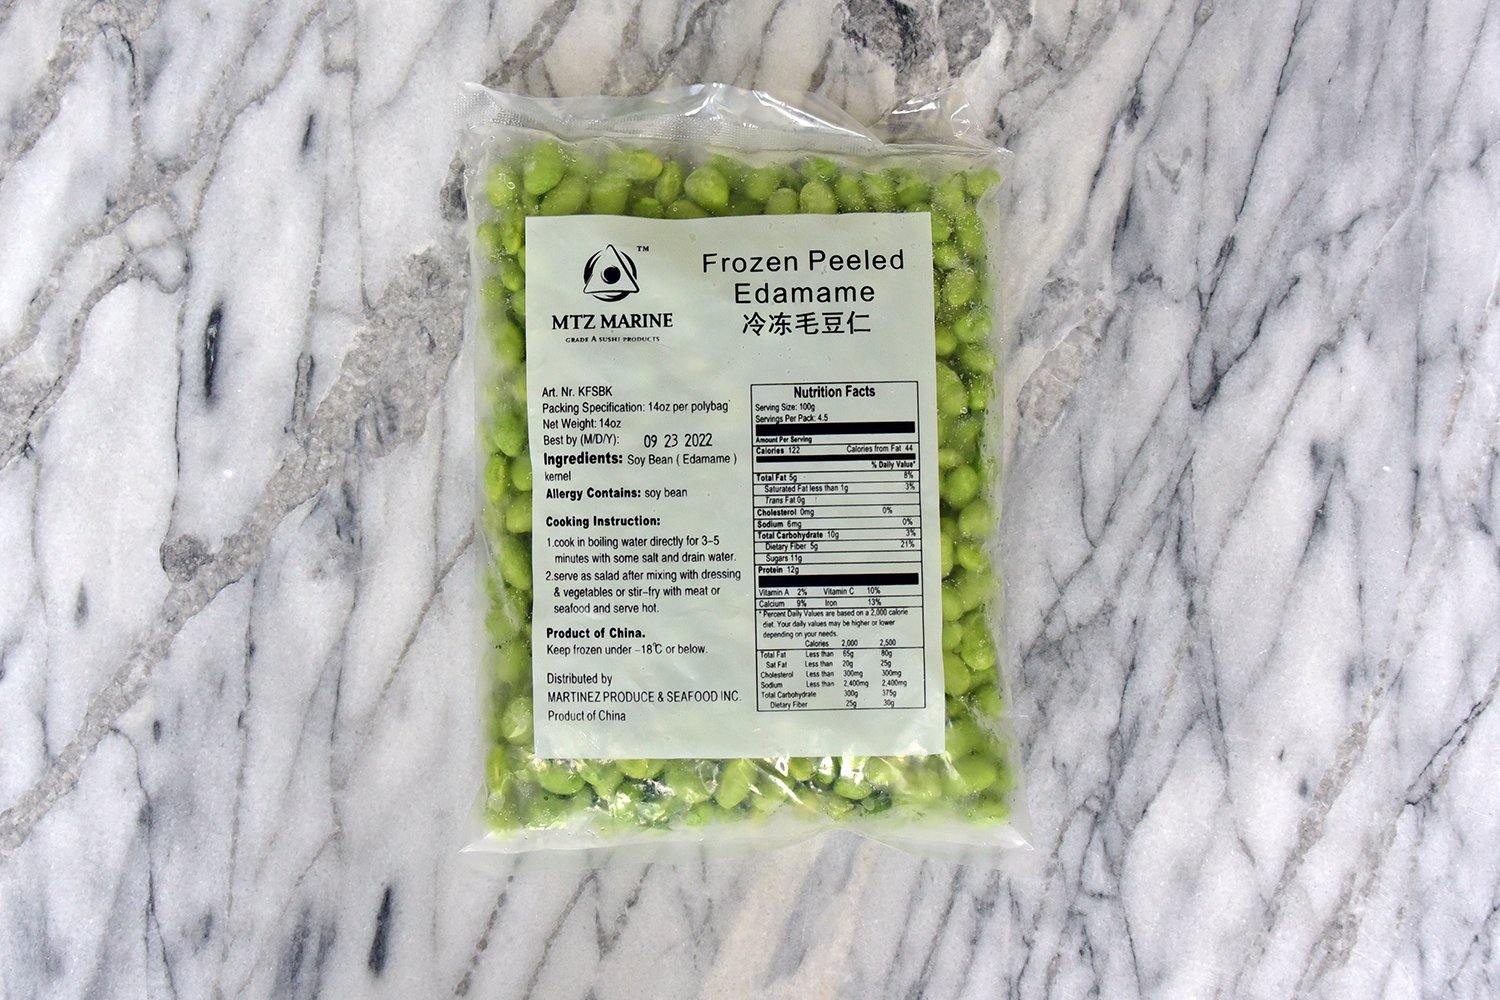 TM
MTZ MARINE
GRADE A SUSHI PRODUCTS
Frozen Peeled
Edamame
冷冻毛豆仁
Art. Nr. KFSBK
Packing Specification: 14oz per polybag
Net Weight: 14oz
Best by (M/D/Y): 09 23 2022
Ingredients: Soy Bean ( Edamame )
kernel
Allergy Contains: soy bean
Cooking Instruction:
1.cook in boiling water directly for 3-5
minutes with some salt and drain water.
2.serve as salad after mixing with dressing
& vegetables or stir-fry with meat or
seafood and serve hot.
Product of China.
Keep frozen under -18℃ or below.
Distributed by
MARTINEZ PRODUCE & SEAFOOD INC.
Product of China
Nutrition Facts
Serving Size: 100g
Servings Per Pack: 4.5
Amount Per Serving
Calories 122 Calories from Fat 44
% Daily Value*
Total Fat 5g 8%
Saturated Fat less than 1g 3%
Trans Fat 0g
Cholesterol 0mg 0%
Sodium 6mg 0%
Total Carbohydrate 10g 3%
Dietary Fiber 5g 21%
Sugars 11g
Protein 12g
Vitamin A 2% Vitamin C 10%
Calcium 9% Iron 13%
* Percent Daily Values are based on a 2,000 calorie
diet. Your daily values may be higher or lower
depending on your needs.
Calories 2,000 2,500
Total Fat Less than 65g 80g
Sat Fat Less than 20g 25g
Cholesterol Less than 300mg 300mg
Sodium Less than 2,400mg 2,400mg
Total Carbohydrate 300g 375g
Dietary Fiber 25g 30g